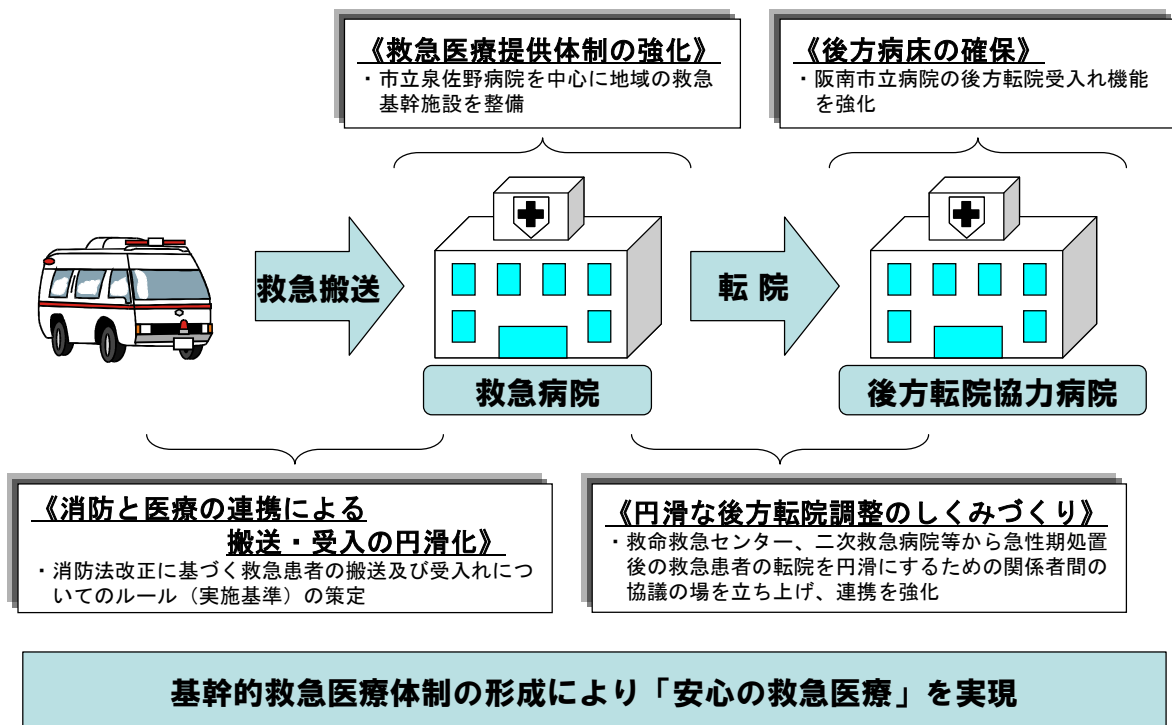 《救急医療提供体制の強化》
・市立泉佐野病院を中心に地域の救急
基幹施設を整備
《後方病床の確保》
・阪南市立病院の後方転院受入れ機能
を強化
救急搬送
転 院
救急病院
後方転院協力病院
《消防と医療の連携による
搬送・受入の円滑化》
・消防法改正に基づく救急患者の搬送及び受入れにつ
いてのルール（実施基準）の策定
《円滑な後方転院調整のしくみづくり》
・救命救急センター、二次救急病院等から急性期処置
後の救急患者の転院を円滑にするための関係者間の
協議の場を立ち上げ、連携を強化
基幹的救急医療体制の形成により「安心の救急医療」を実現